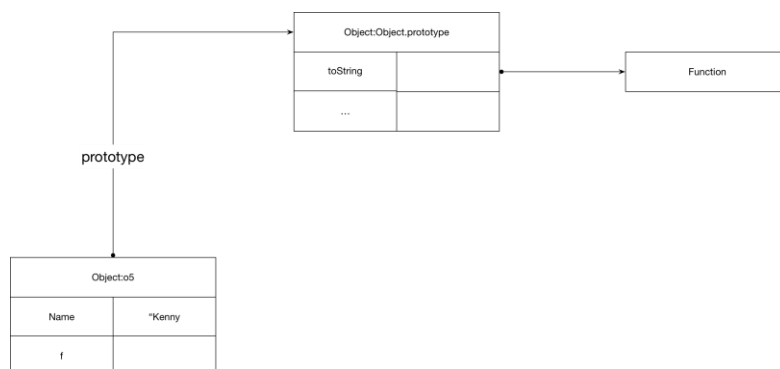 Object:Object.prototype
toString
Function
...
prototype
Object:o5
Name
“Kenny
f